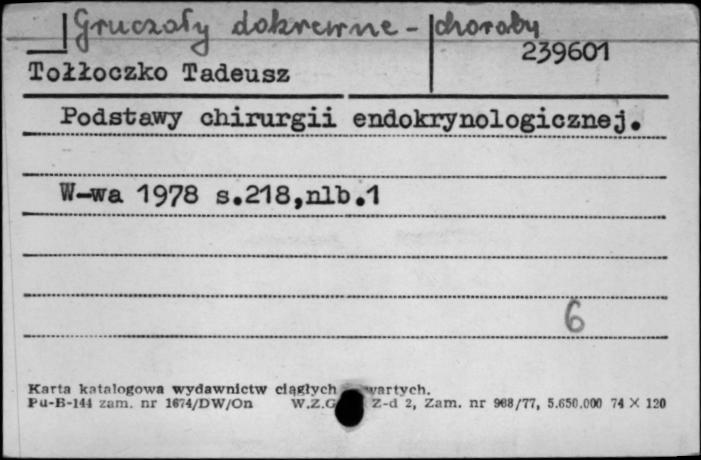 Gruczoły dokrewne - choroby
239601
Tołłoczko Tadeusz
Podstawy chirurgii endokrynologicznej.
W-wa 1978 s.218,nlb.1
6
Karta katalogowa wydawnictw ciągłych wartych.
Pu-B-144 zam. nr 1674/DW/On W.Z.G Z-d 2, Zam. nr 968/77, 5.650.000 74 X 120